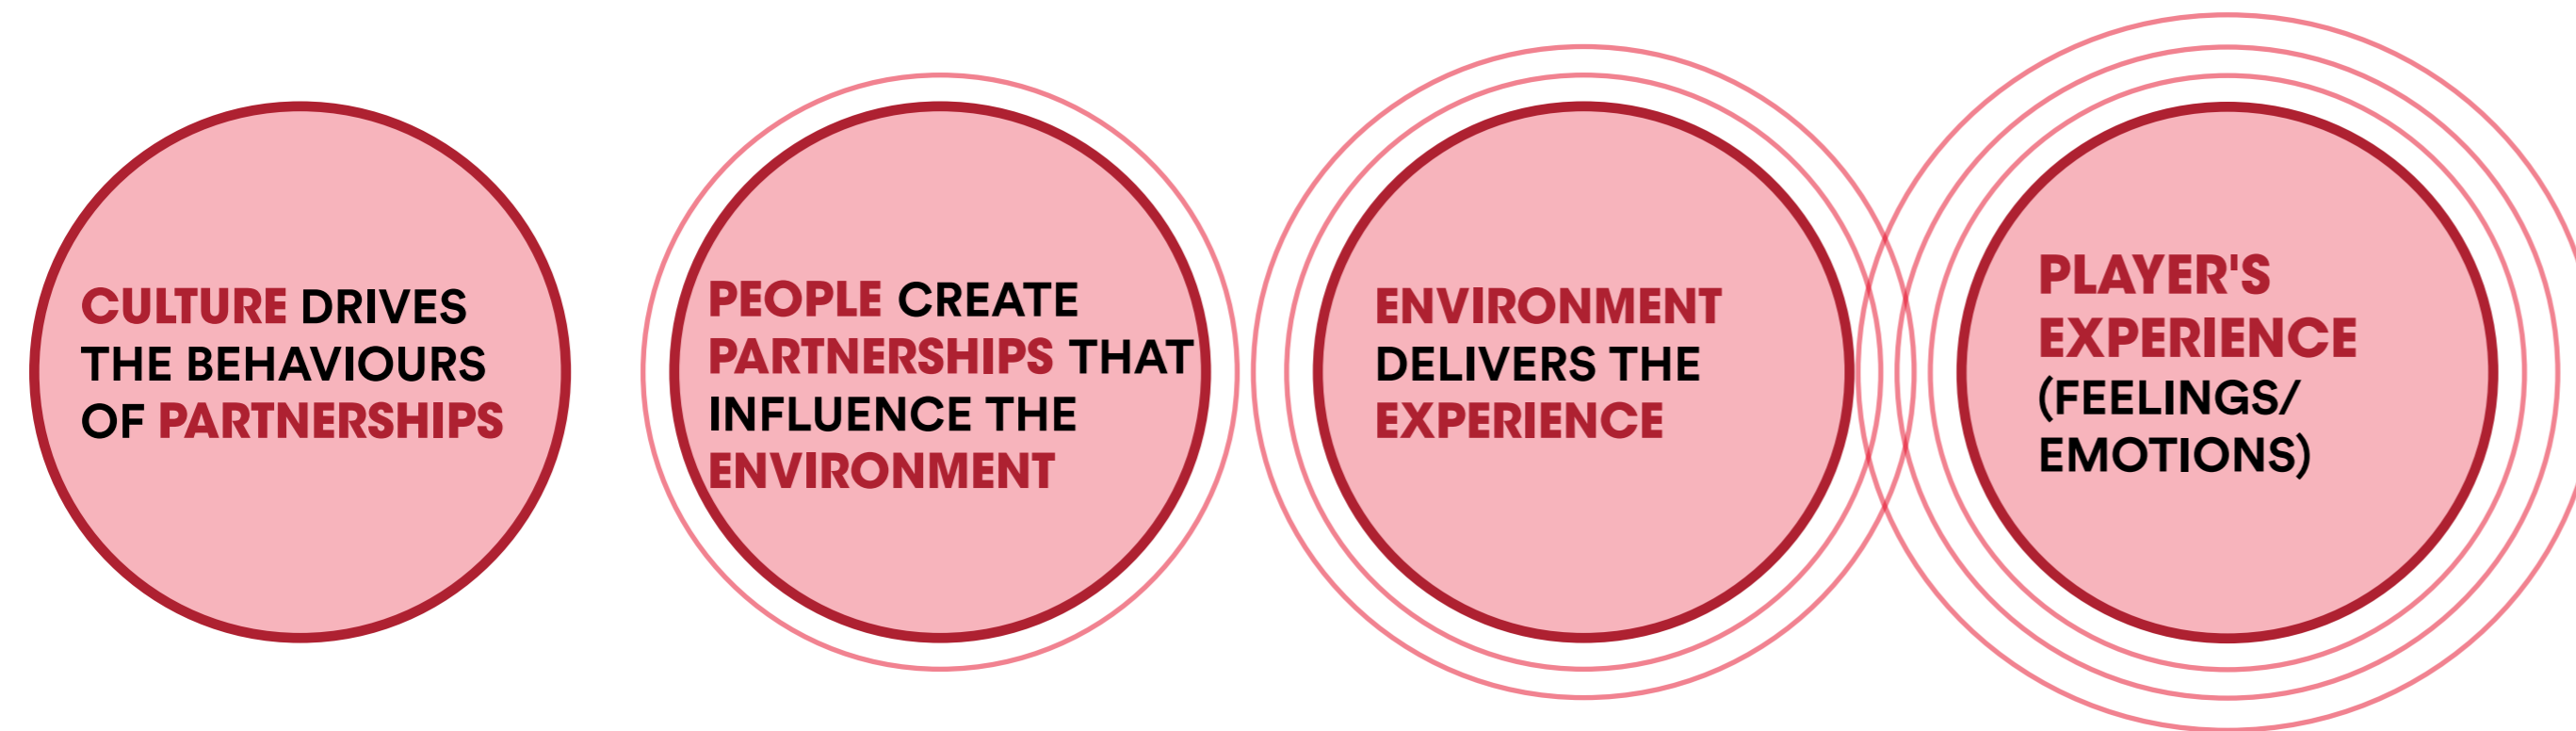 CULTURE DRIVES
THE BEHAVIOURS
OF PARTNERSHIPS
PEOPLE CREATE
PARTNERSHIPS THAT
INFLUENCE THE
ENVIRONMENT
ENVIRONMENT
DELIVERS THE
EXPERIENCE
PLAYER'S
EXPERIENCE
(FEELINGS/
EMOTIONS)